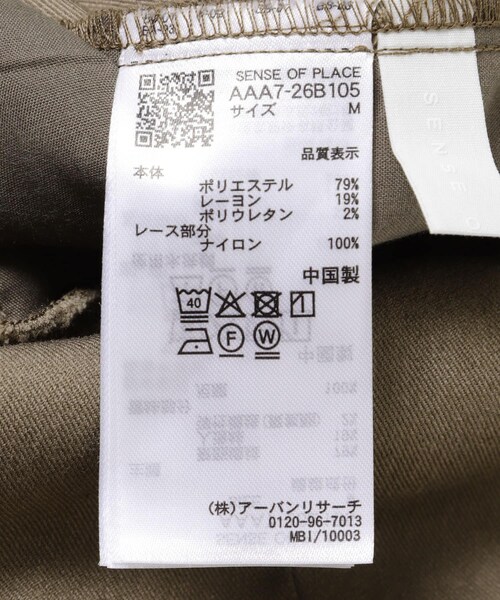 SENSE OF PLACE
AAA7-26B105
サイズ M
品質表示
本体
ポリエステル 79%
レーヨン 19%
ポリウレタン 2%
レース部分
ナイロン 100%
中国製
40
F W
(株)アーバンリサーチ
0120-96-7013
MBI/10003
SENSE O